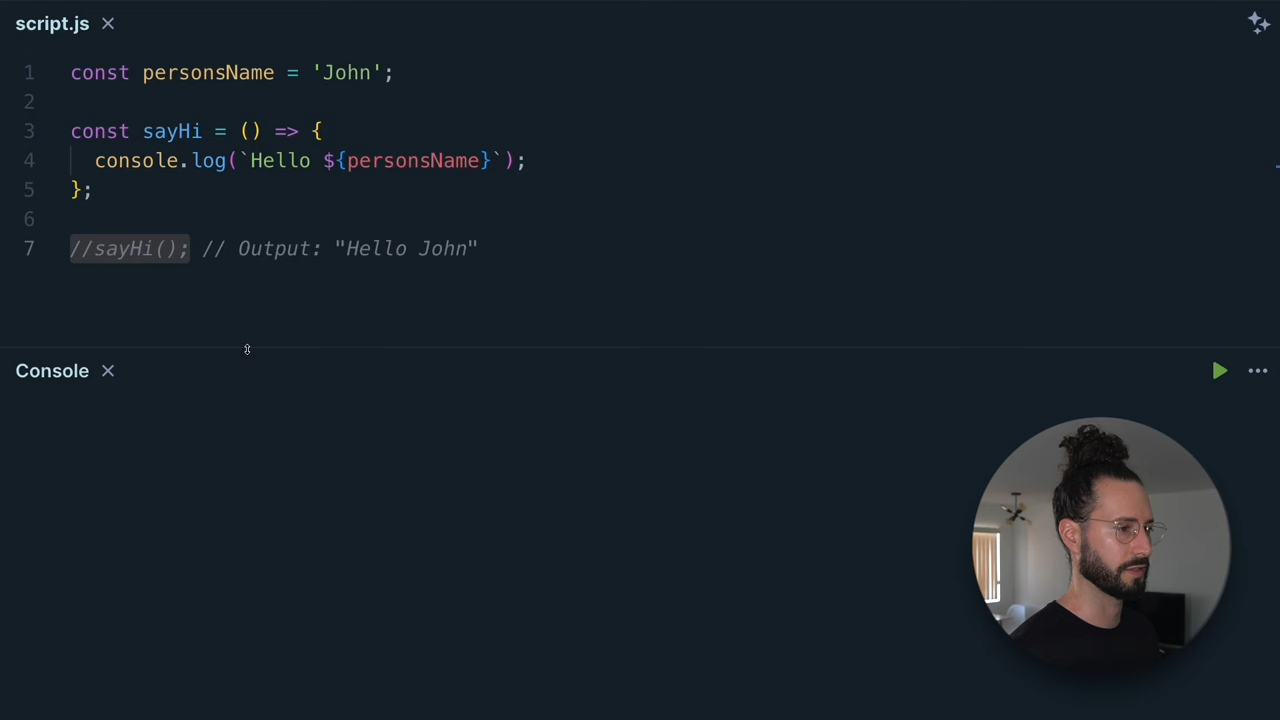 script.js
1 const personsName = 'John';
2
3 const sayHi = () => {
4 console.log(`Hello ${personsName}`);
5 };
6
7 //sayHi(); // Output: "Hello John"
Console